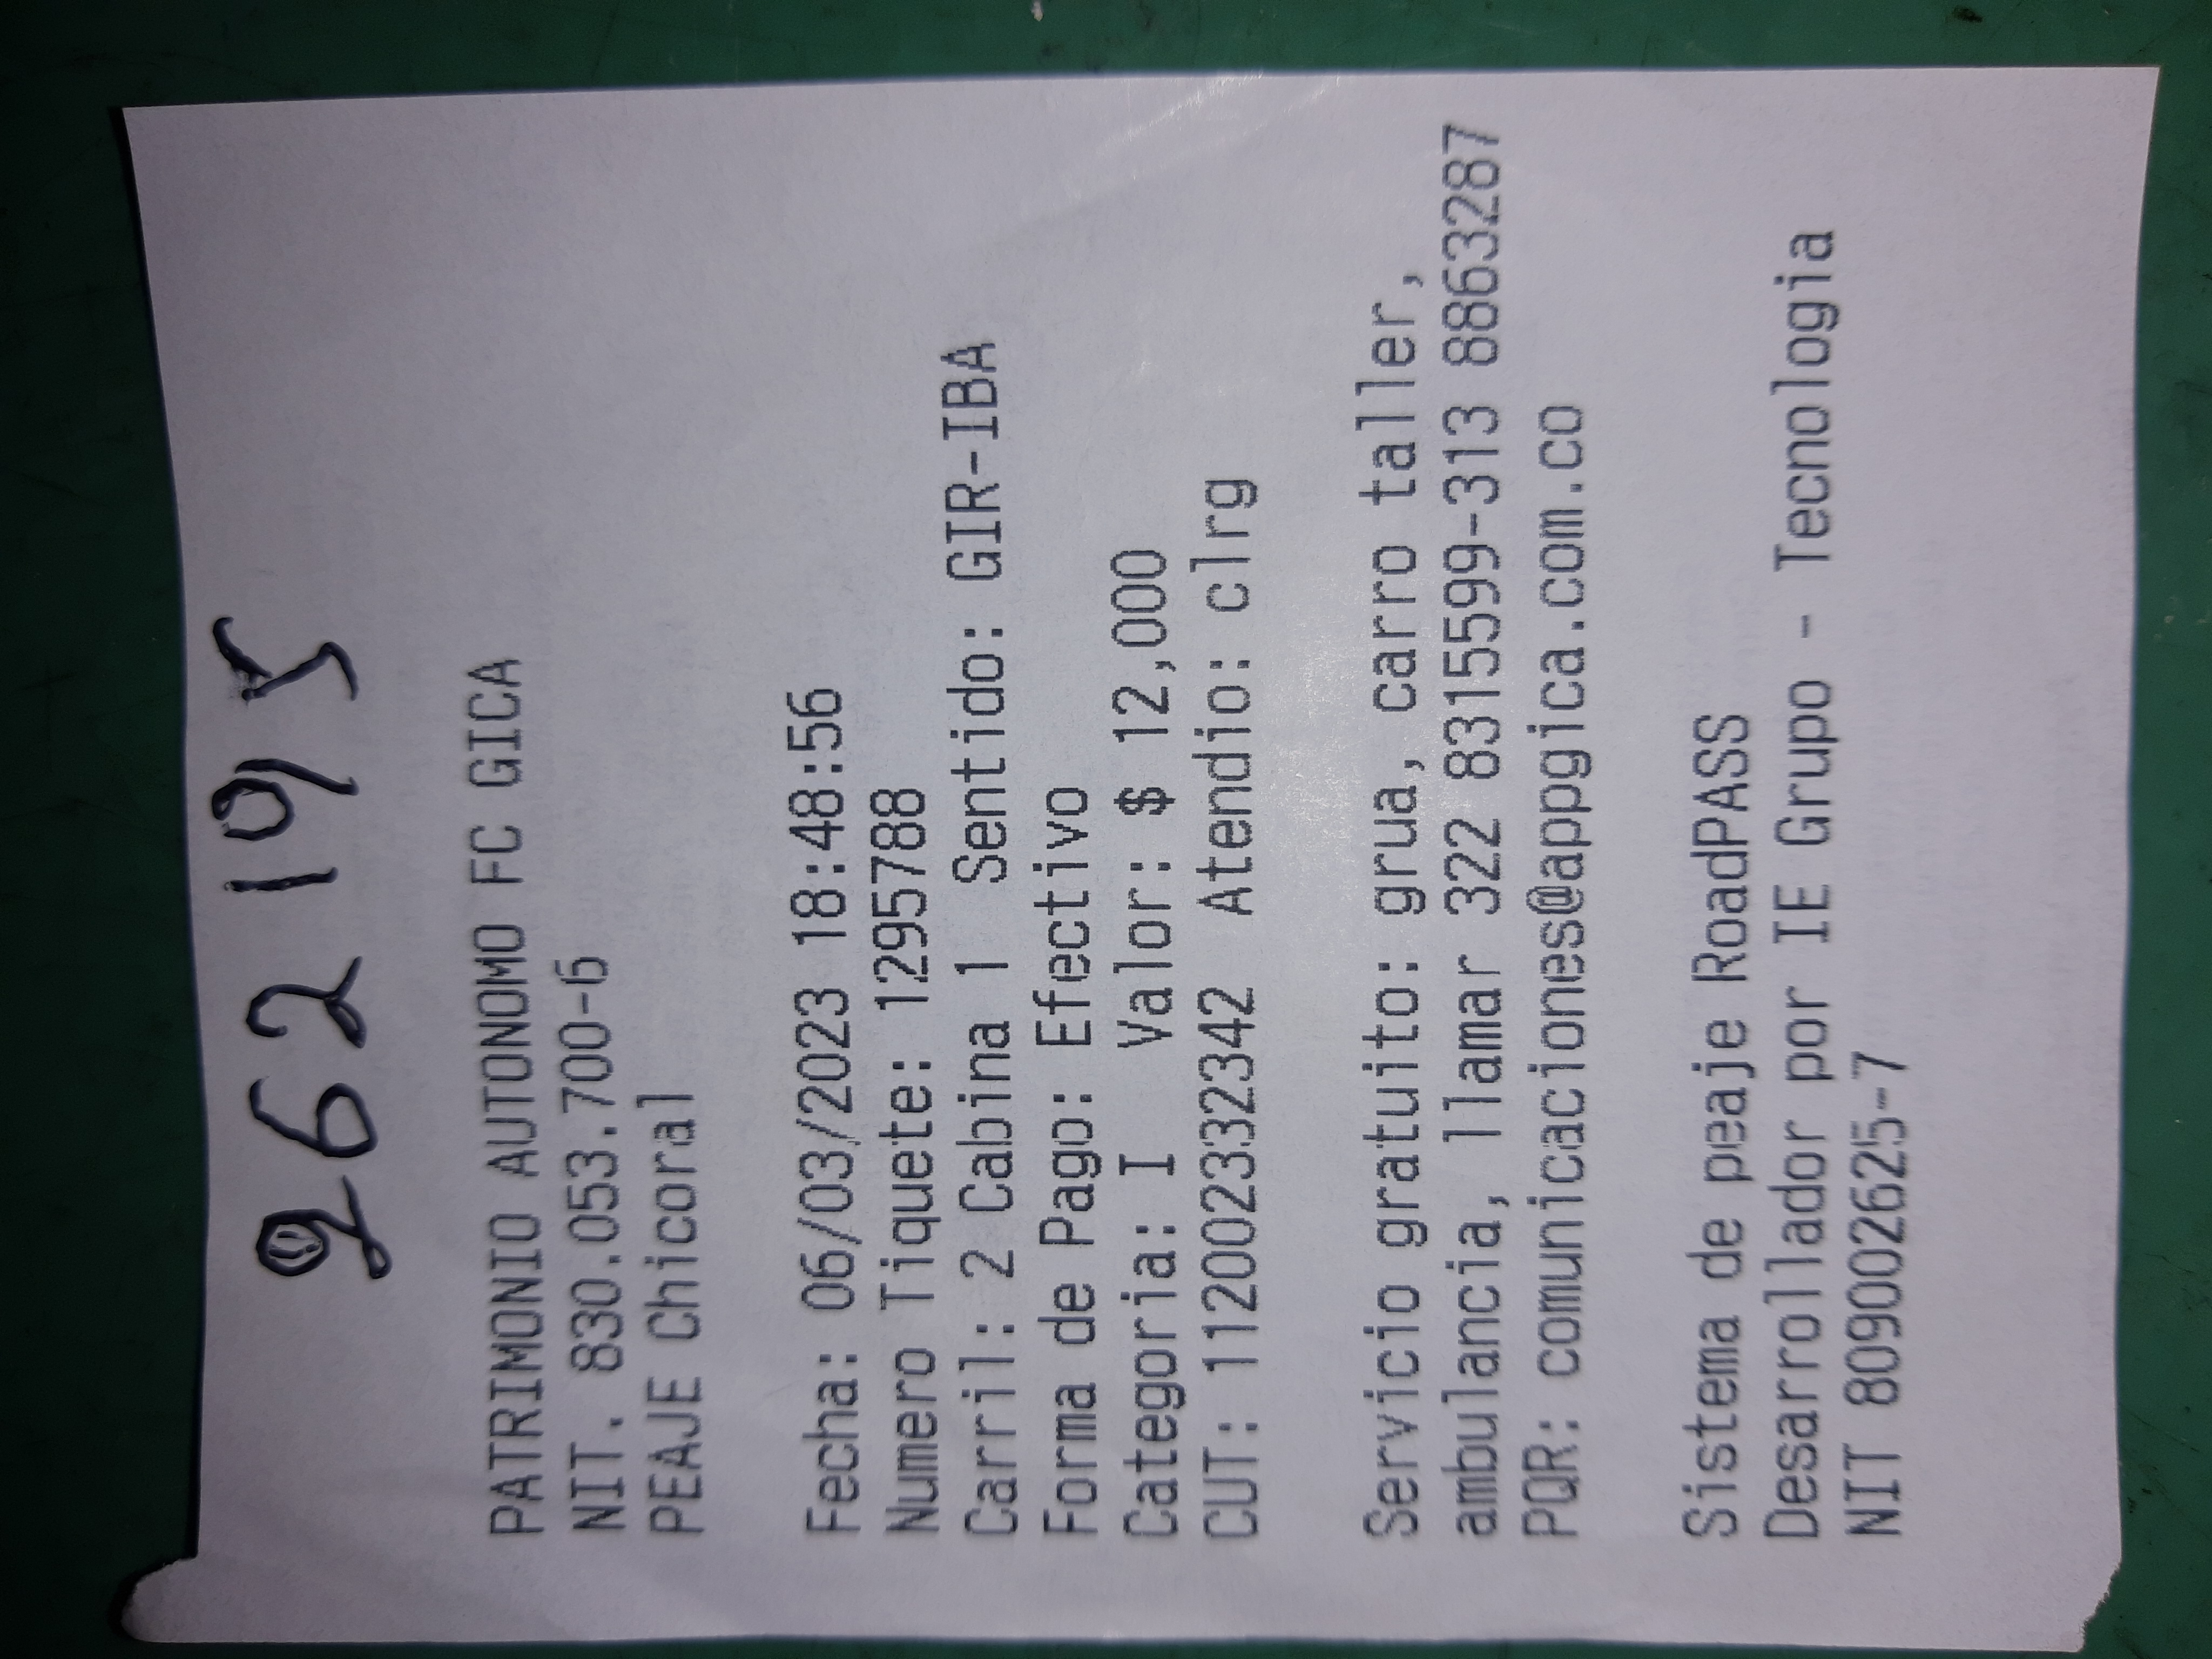 262195
PATRIMONIO AUTONOMO FC GICA
NIT. 830.053.700-6
PEAJE Chicoral
Fecha: 06/03/2023 18:48:56
Numero Tiquete: 1295788
Carril: 2 Cabina 1 Sentido: GIR-IBA
Forma de Pago: Efectivo
Categoria: I Valor: $ 12,000
CUT: 11200233232342 Atendio: clrg
Servicio gratuito: grua, carro taller,
ambulancia, llamar 322 8315599-313 8863287
PQR: comunicaciones@appgica.com.co
Sistema de peaje RoadPASS
Desarrollador por IE Grupo - Tecnologia
NIT 809002625-7